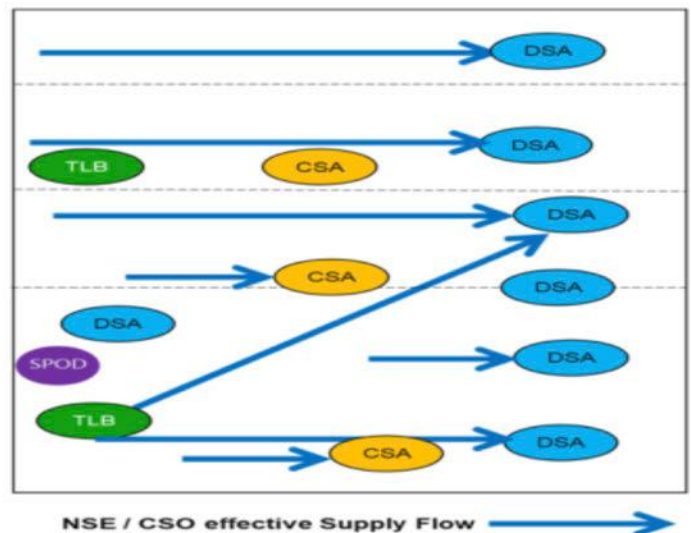 DSA
DSA
TLB CSA
DSA
CSA
DSA
DSA
SPOD
DSA
TLB
DSA
CSA
NSE / CSO effective Supply Flow